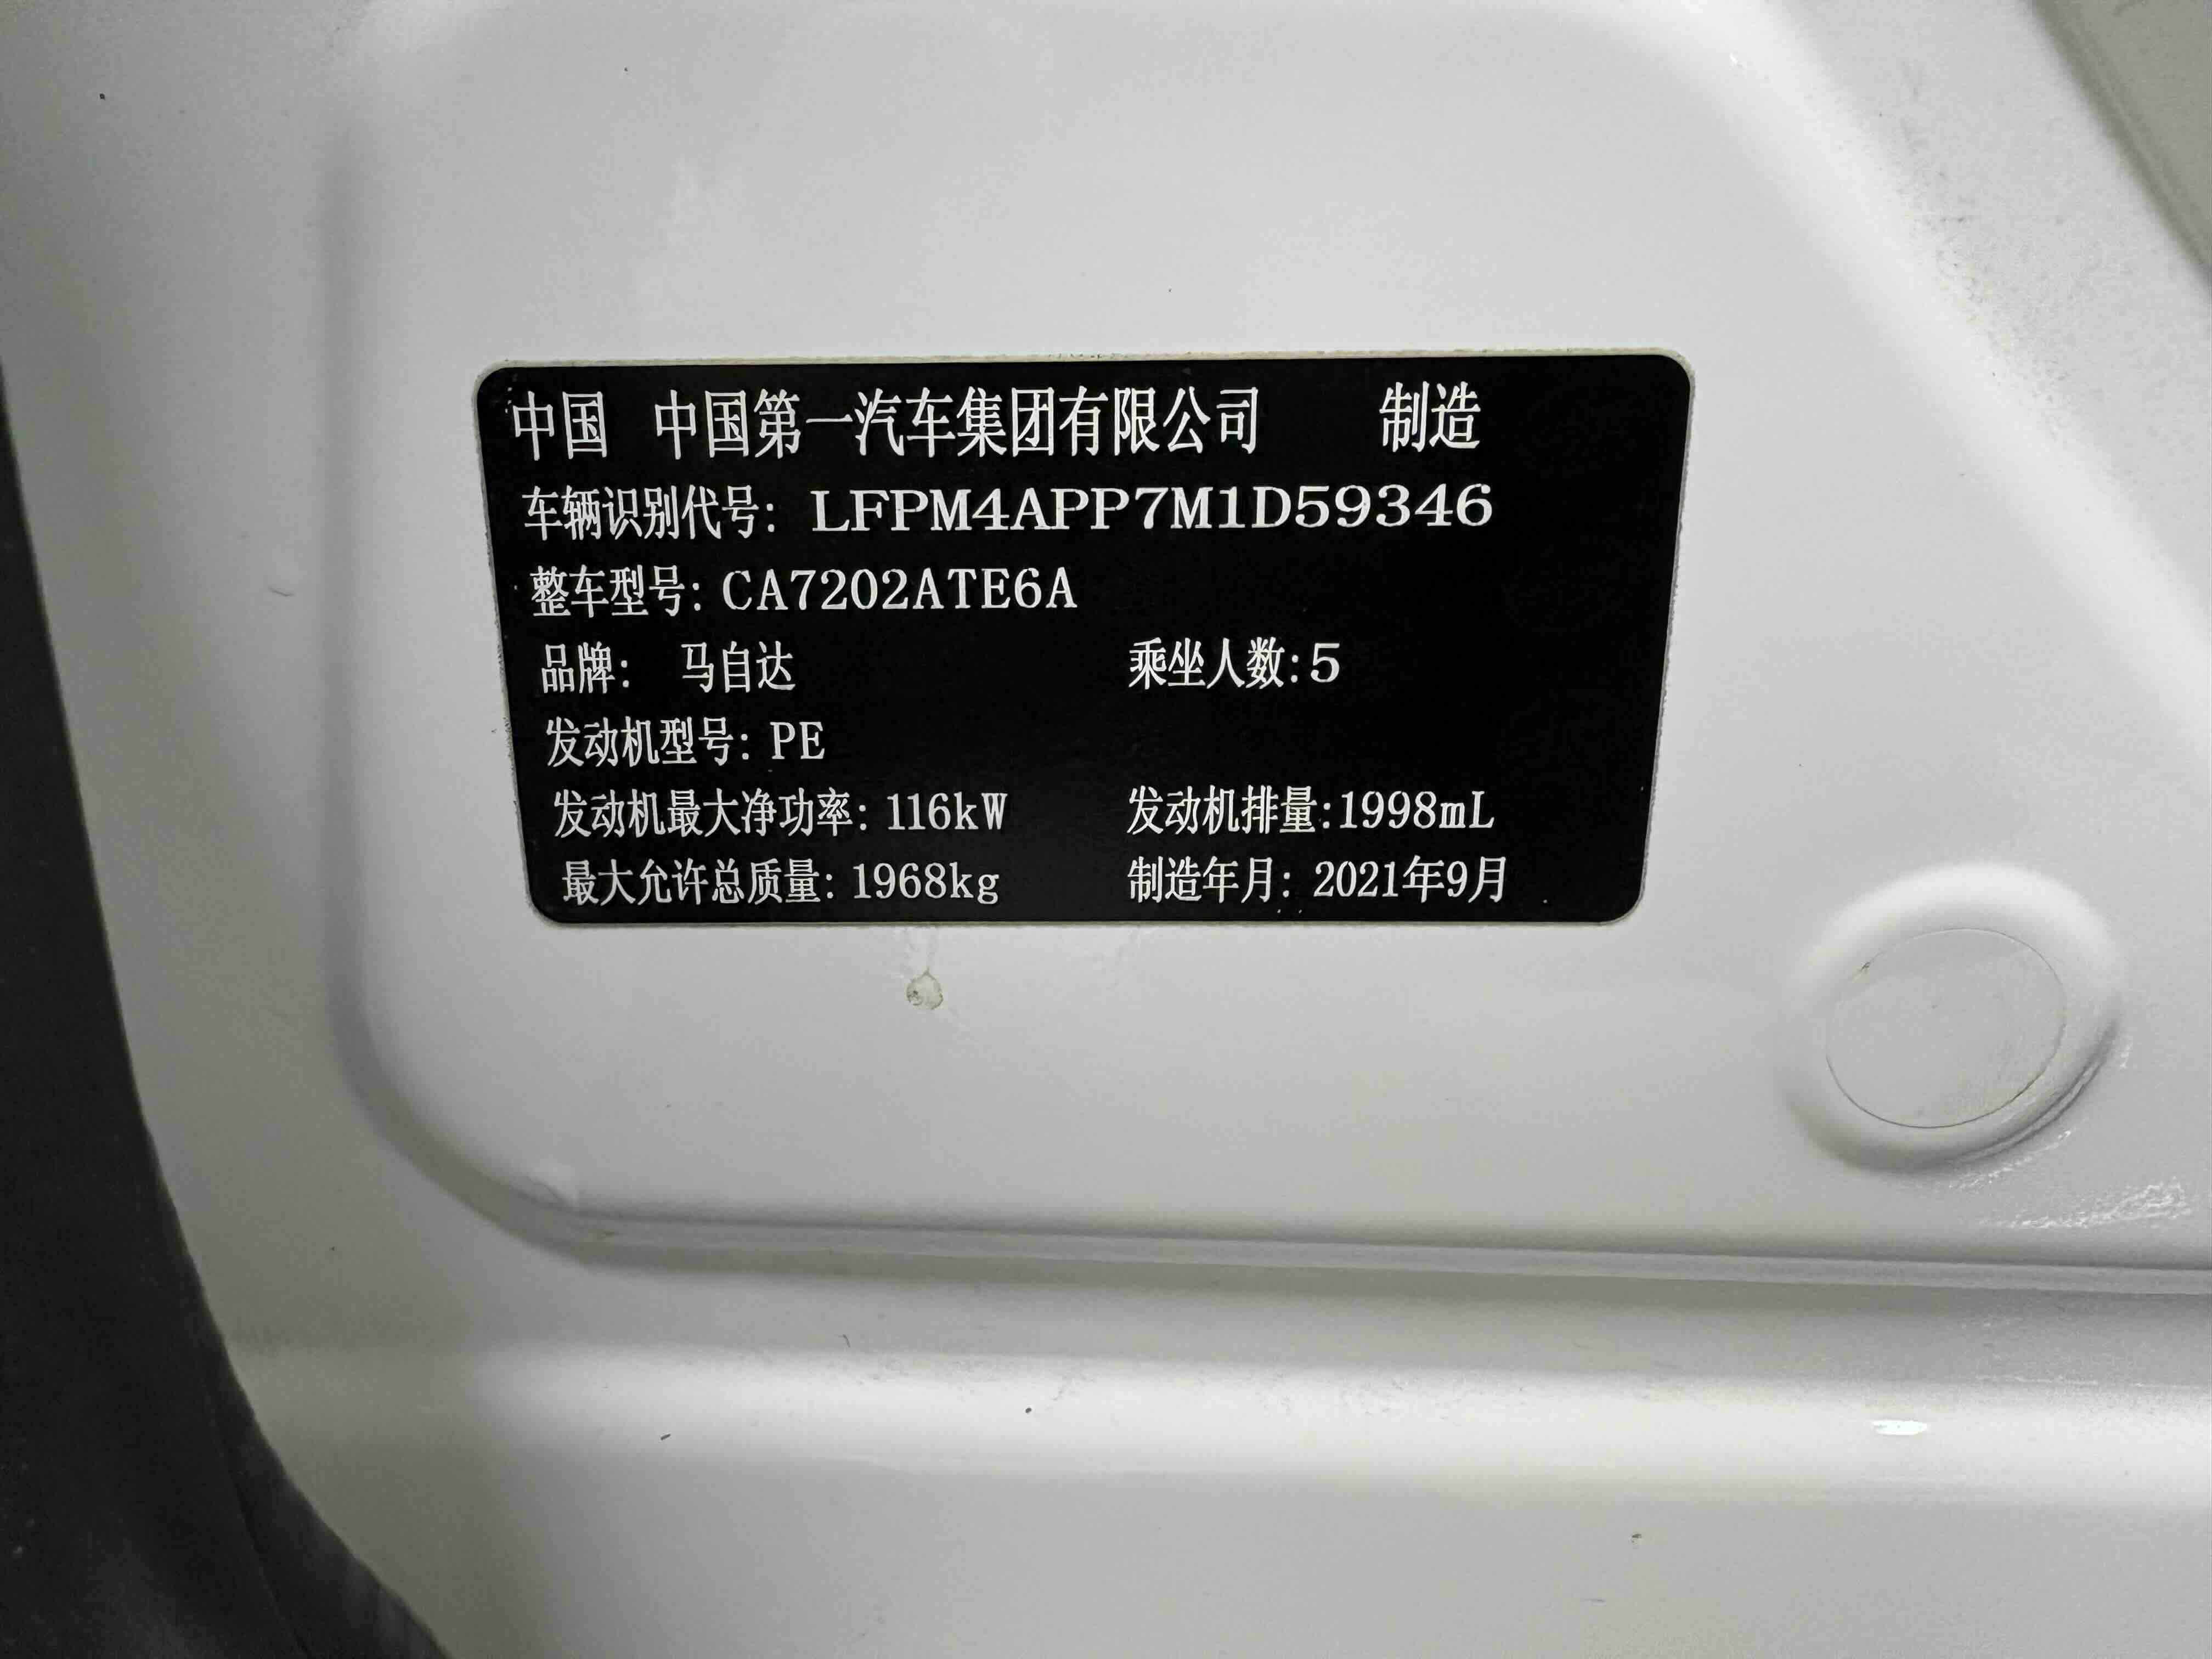 中国 中国第一汽车集团有限公司 制造
车辆识别代号: LFPM4APP7M1D59346
整车型号: CA7202ATE6A
品牌: 马自达 乘坐人数:5
发动机型号: PE
发动机最大净功率: 116kW 发动机排量:1998mL
最大允许总质量: 1968kg 制造年月: 2021年9月